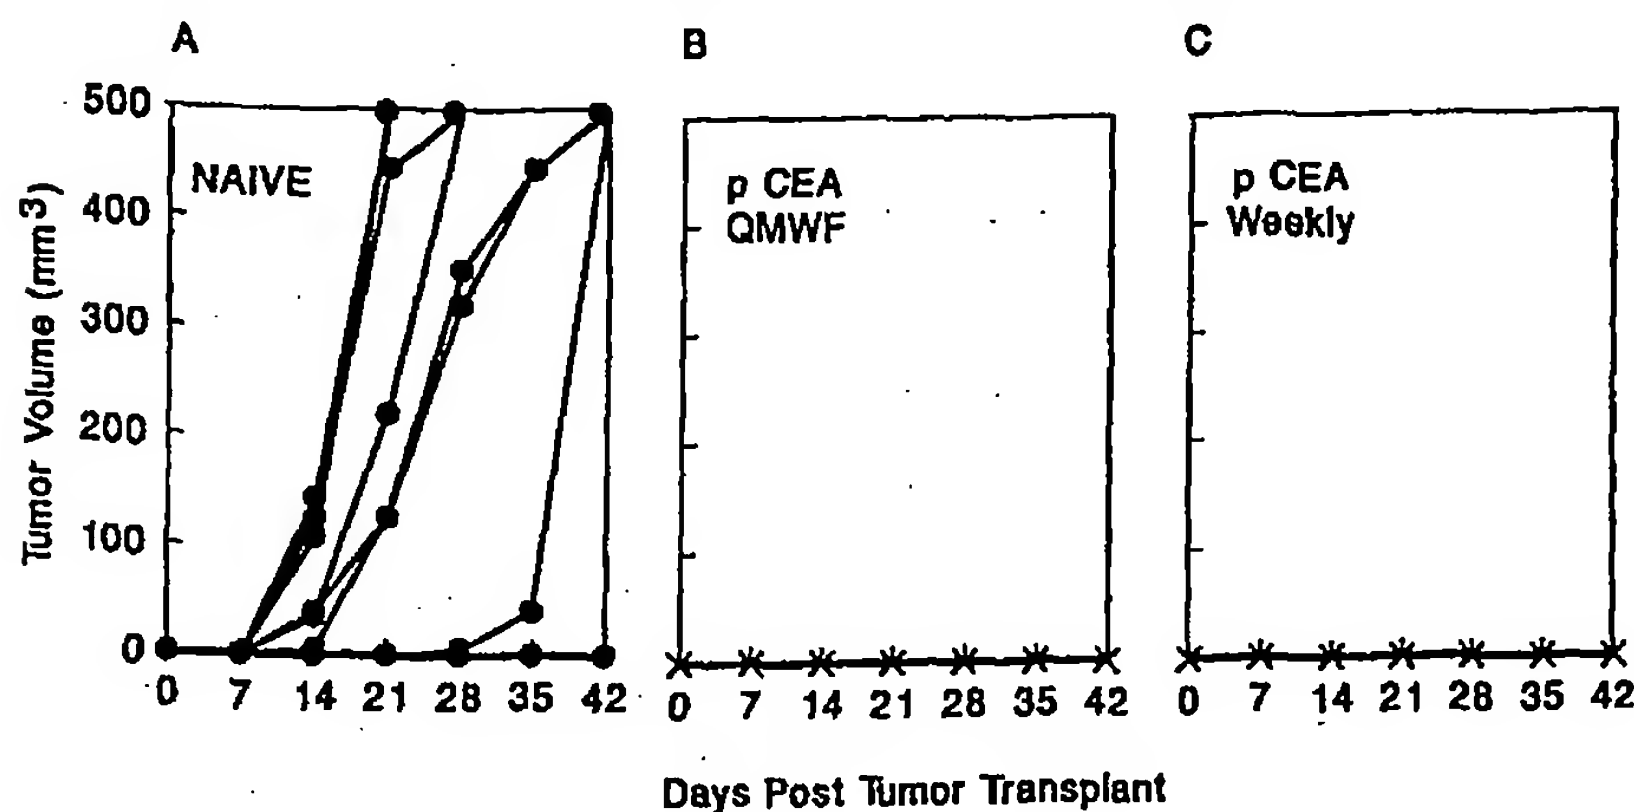 A
B
C
500
400
300
200
100
0
Tumor Volume (mm³)
NAIVE
0 7 14 21 28 35 42
p CEA
QMWF
0 7 14 21 28 35 42
p CEA
Weekly
0 7 14 21 28 35 42
Days Post Tumor Transplant